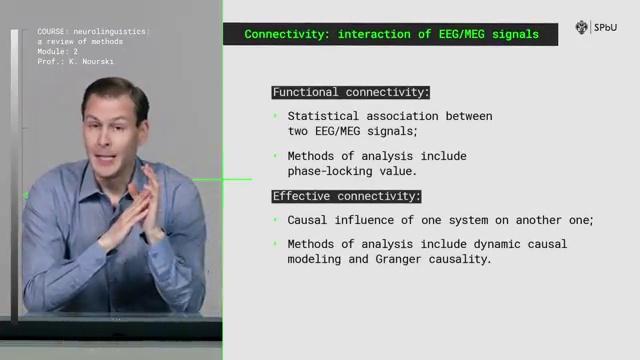 COURSE: neurolinguistics:
a review of methods
Module: 2
Prof.: K. Nourski
Connectivity: interaction of EEG/MEG signals
SPbU
Functional connectivity:
Statistical association between
two EEG/MEG signals;
Methods of analysis include
phase-locking value.
Effective connectivity:
Causal influence of one system on another one;
Methods of analysis include dynamic causal
modeling and Granger causality.